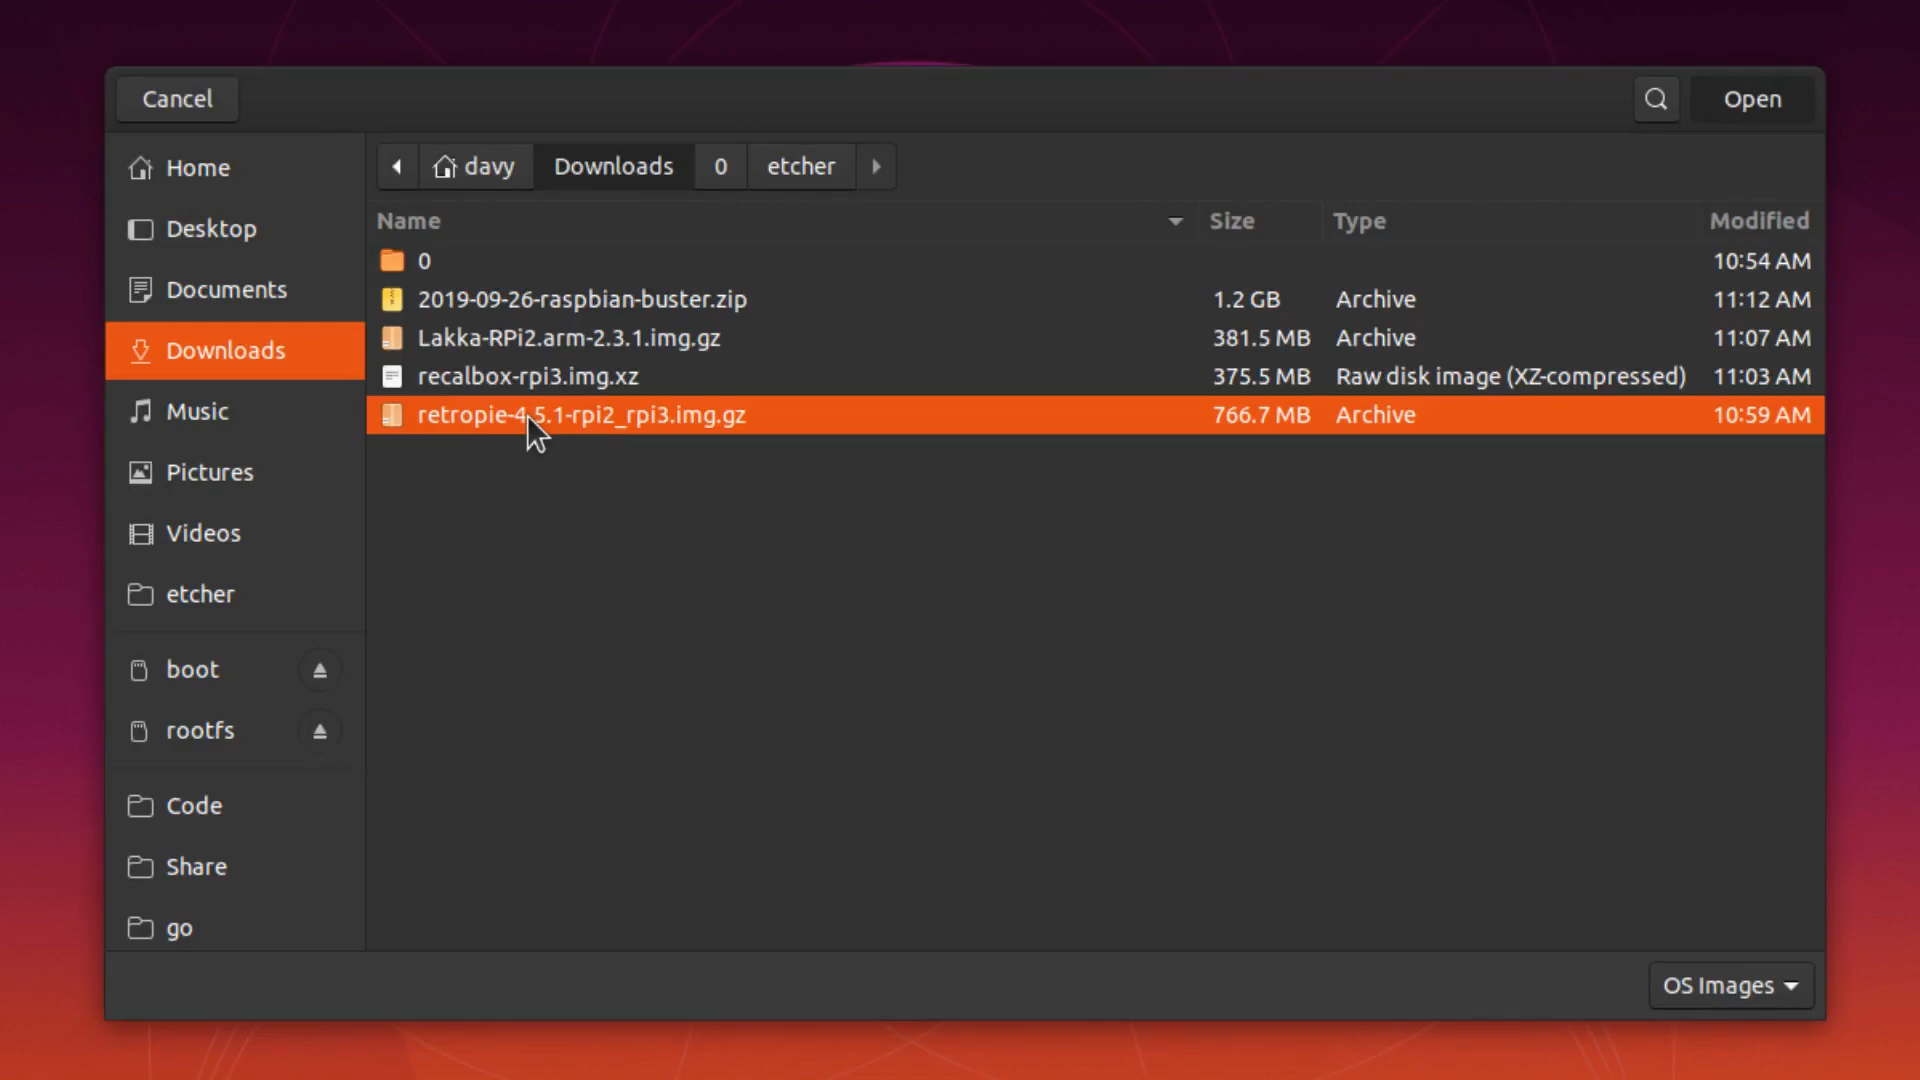 Cancel
Open
Home
Desktop
Documents
Downloads
Music
Pictures
Videos
etcher
boot
rootfs
Code
Share
go
davy Downloads 0 etcher
Name Size Type Modified
0 10:54 AM
2019-09-26-raspbian-buster.zip 1.2 GB Archive 11:12 AM
Lakka-RPi2.arm-2.3.1.img.gz 381.5 MB Archive 11:07 AM
recalbox-rpi3.img.xz 375.5 MB Raw disk image (XZ-compressed) 11:03 AM
retropie-4.5.1-rpi2_rpi3.img.gz 766.7 MB Archive 10:59 AM
OS Images